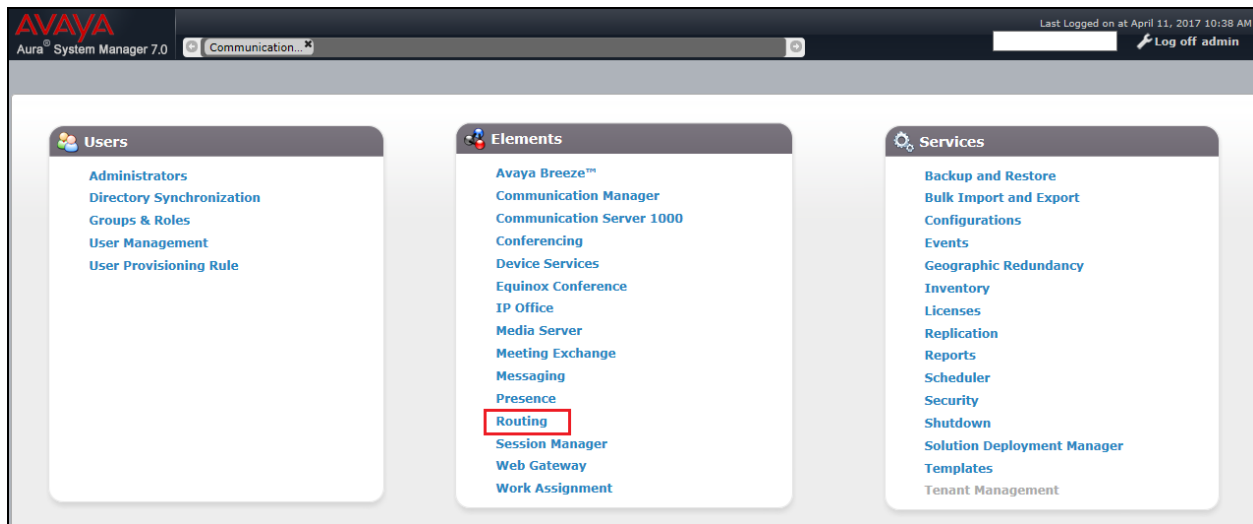 AVAYA
Aura® System Manager 7.0
Communication...×
Last Logged on at April 11, 2017 10:38 AM
Log off admin
Users
Administrators
Directory Synchronization
Groups & Roles
User Management
User Provisioning Rule
Elements
Avaya Breeze™
Communication Manager
Communication Server 1000
Conferencing
Device Services
Equinox Conference
IP Office
Media Server
Meeting Exchange
Messaging
Presence
Routing
Session Manager
Web Gateway
Work Assignment
Services
Backup and Restore
Bulk Import and Export
Configurations
Events
Geographic Redundancy
Inventory
Licenses
Replication
Reports
Scheduler
Security
Shutdown
Solution Deployment Manager
Templates
Tenant Management